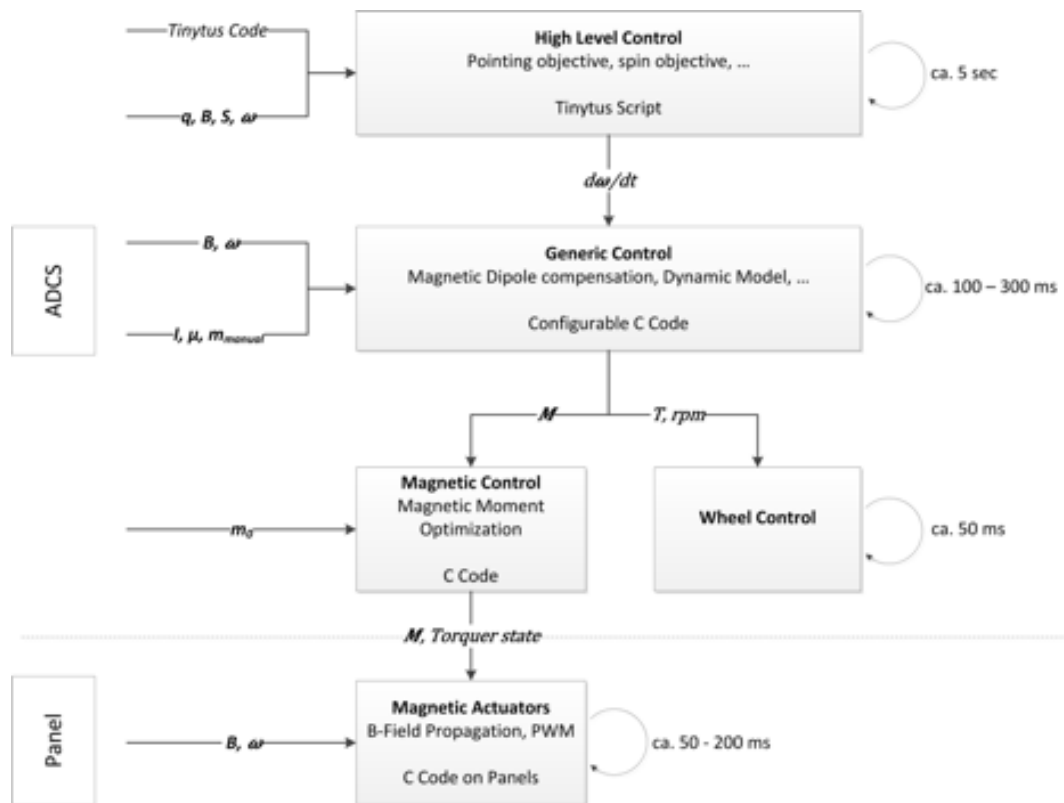 Tinytus Code
q, B, S, ω
High Level Control
Pointing objective, spin objective, ...
Tinytus Script
ca. 5 sec
dω/dt
ADCS
B, ω
I, μ, mmanual
Generic Control
Magnetic Dipole compensation, Dynamic Model, ...
Configurable C Code
ca. 100 – 300 ms
M
T, rpm
m0
Magnetic Control
Magnetic Moment
Optimization
C Code
Wheel Control
ca. 50 ms
M, Torquer state
Panel
B, ω
Magnetic Actuators
B-Field Propagation, PWM
C Code on Panels
ca. 50 - 200 ms